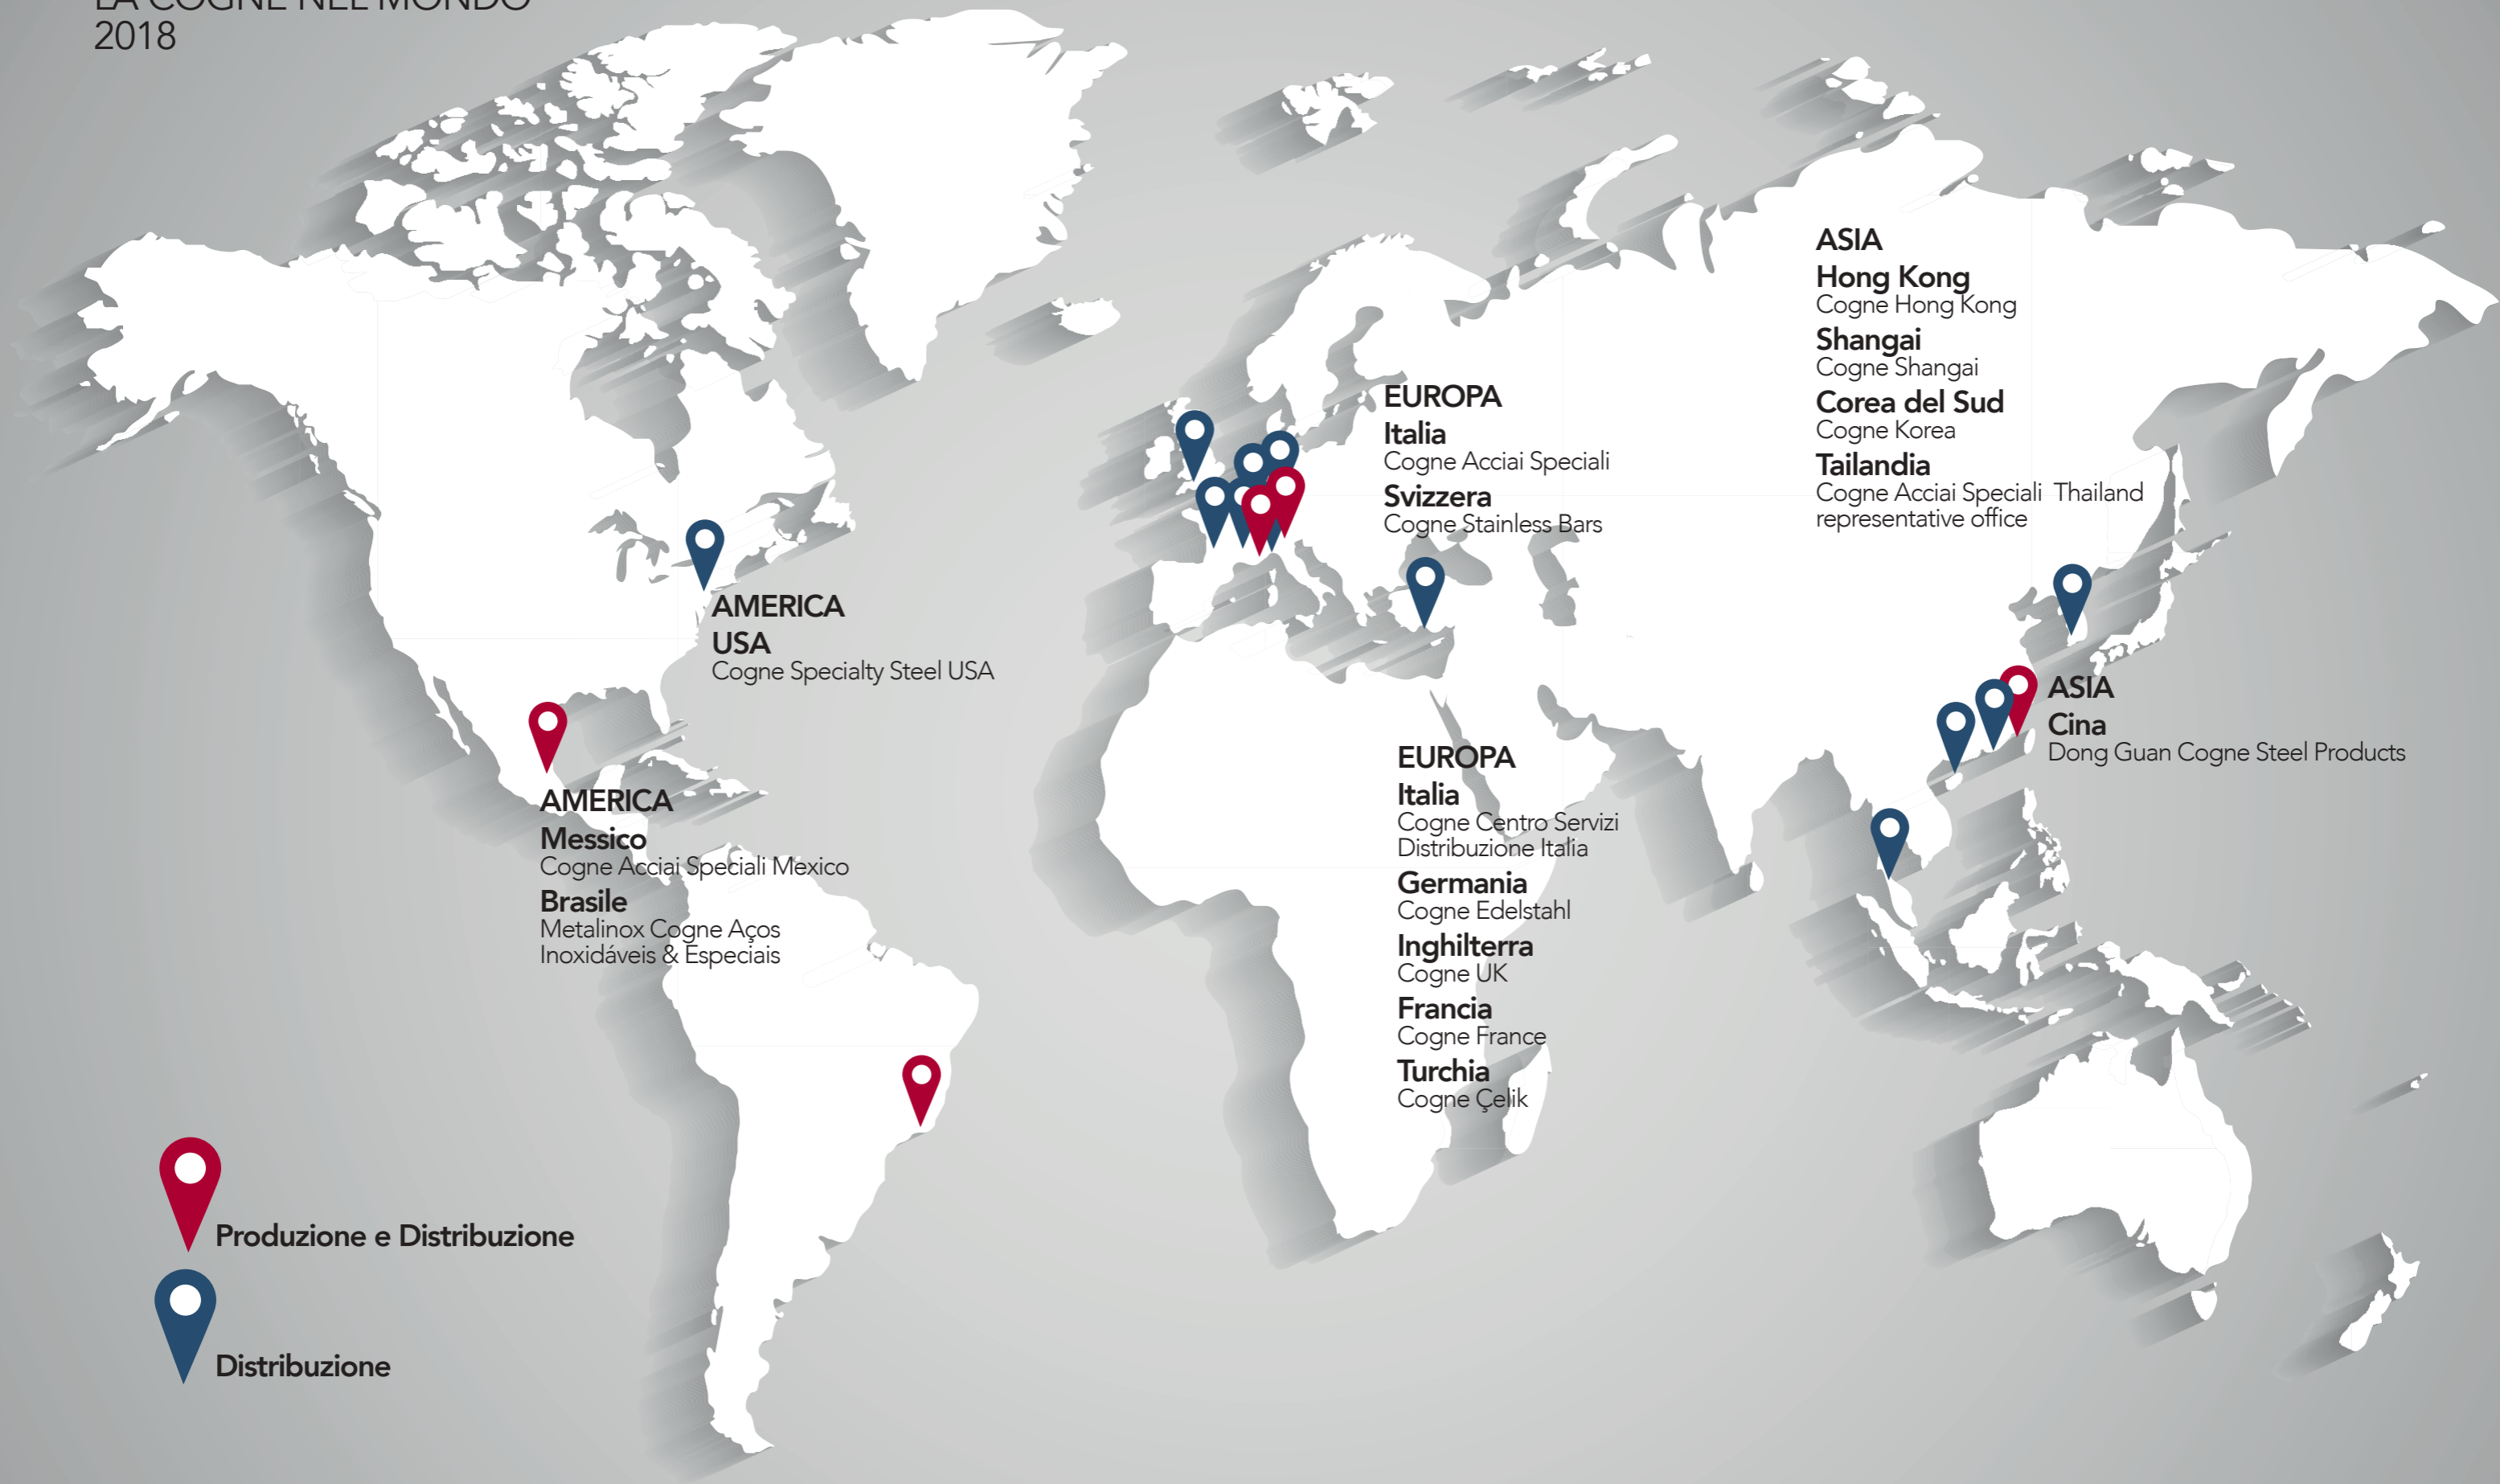 LA COGNE NEL MONDO
2018
ASIA
Hong Kong
Cogne Hong Kong
Shangai
Cogne Shangai
Corea del Sud
Cogne Korea
Tailandia
Cogne Acciai Speciali Thailand
representative office
EUROPA
Italia
Cogne Acciai Speciali
Svizzera
Cogne Stainless Bars
AMERICA
USA
Cogne Specialty Steel USA
ASIA
Cina
Dong Guan Cogne Steel Products
AMERICA
Messico
Cogne Acciai Speciali Mexico
Brasile
Metalinox Cogne Aços
Inoxidáveis & Especiais
EUROPA
Italia
Cogne Centro Servizi
Distribuzione Italia
Germania
Cogne Edelstahl
Inghilterra
Cogne UK
Francia
Cogne France
Turchia
Cogne Çelik
Produzione e Distribuzione
Distribuzione